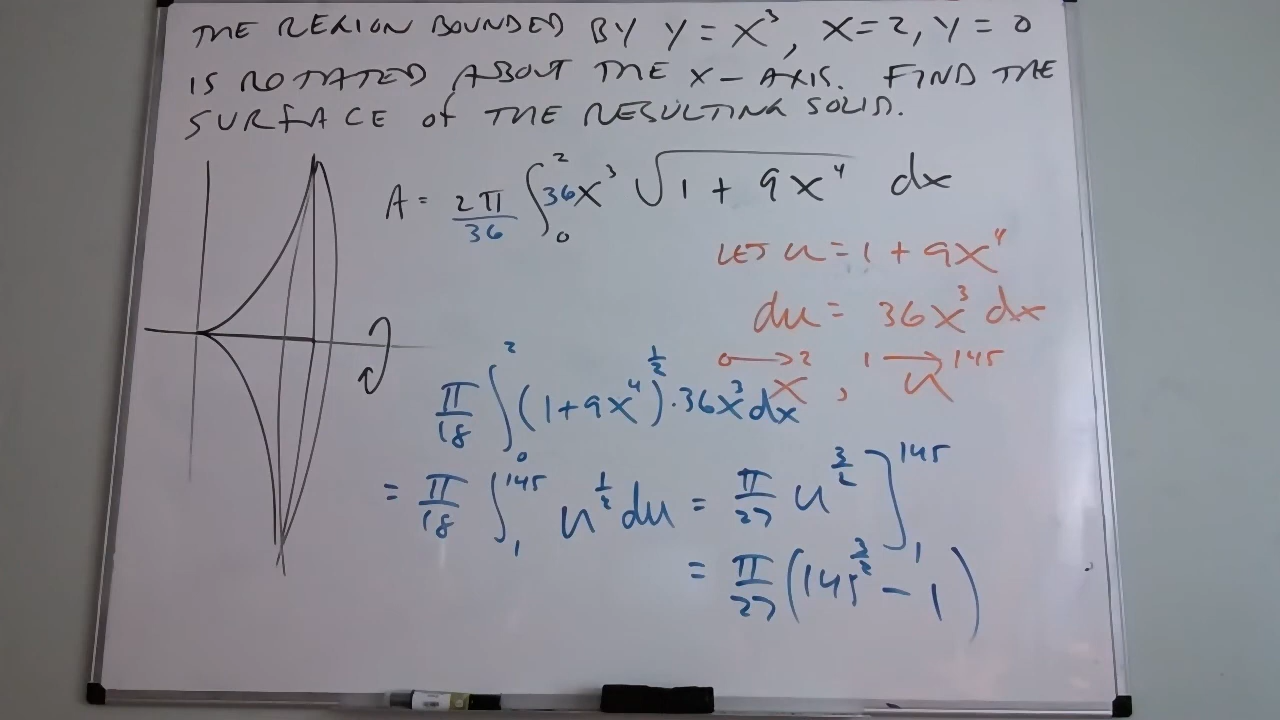 THE REGION BOUNDED BY Y = X³, X = 2, Y = 0
IS ROTATED ABOUT THE X-AXIS. FIND THE
SURFACE OF THE RESULTING SOLID.
A = 2π/36 ∫₀² 36x³ √(1 + 9x⁴) dx
LET u = 1 + 9x⁴
du = 36x³ dx
0 → 2, 1 → 145
x , u
π/18 ∫₀² (1+9x⁴)^(1/2) · 36x³ dx
= π/18 ∫₁¹⁴⁵ u^(1/2) du = π/27 u^(3/2) ]₁¹⁴⁵
= π/27 (145^(3/2) - 1)